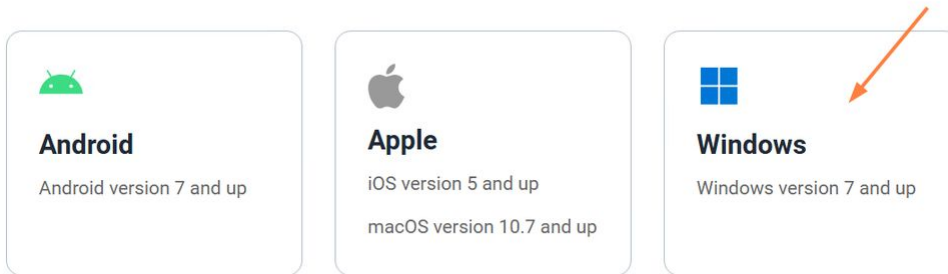 Android
Android version 7 and up
Apple
iOS version 5 and up
macOS version 10.7 and up
Windows
Windows version 7 and up